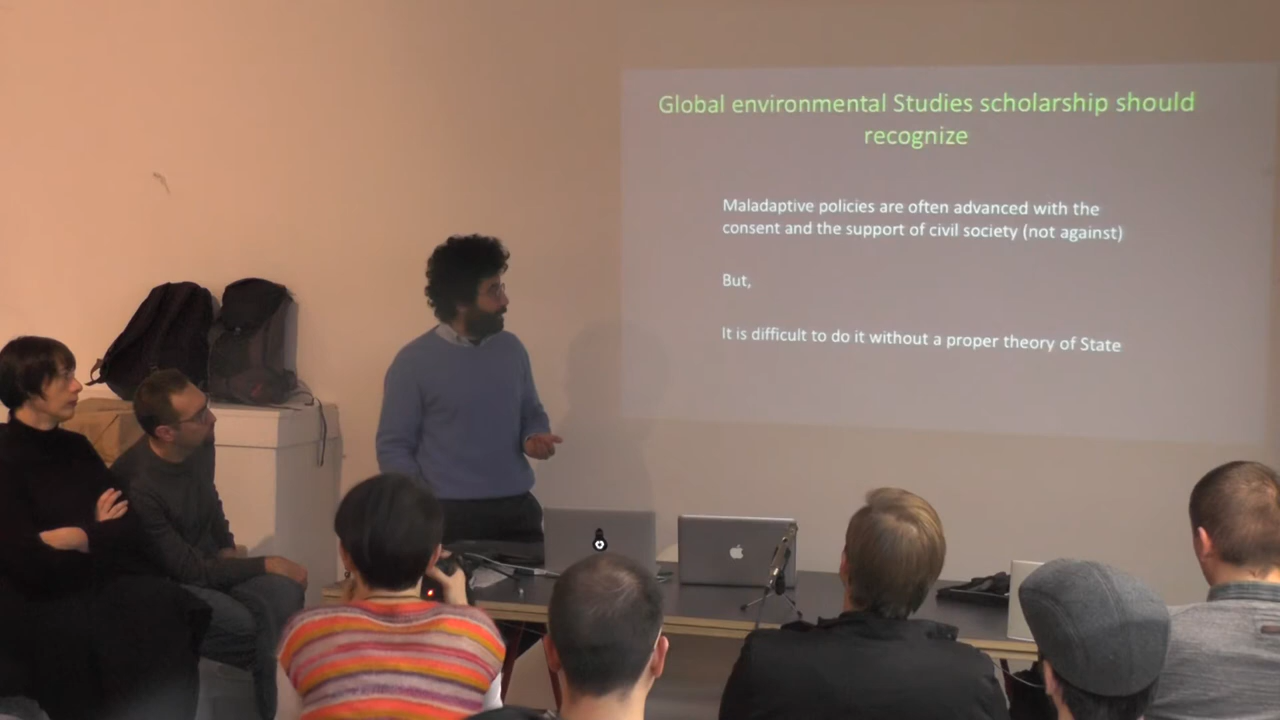 Global environmental Studies scholarship should
recognize
Maladaptive policies are often advanced with the
consent and the support of civil society (not against)
But,
It is difficult to do it without a proper theory of State